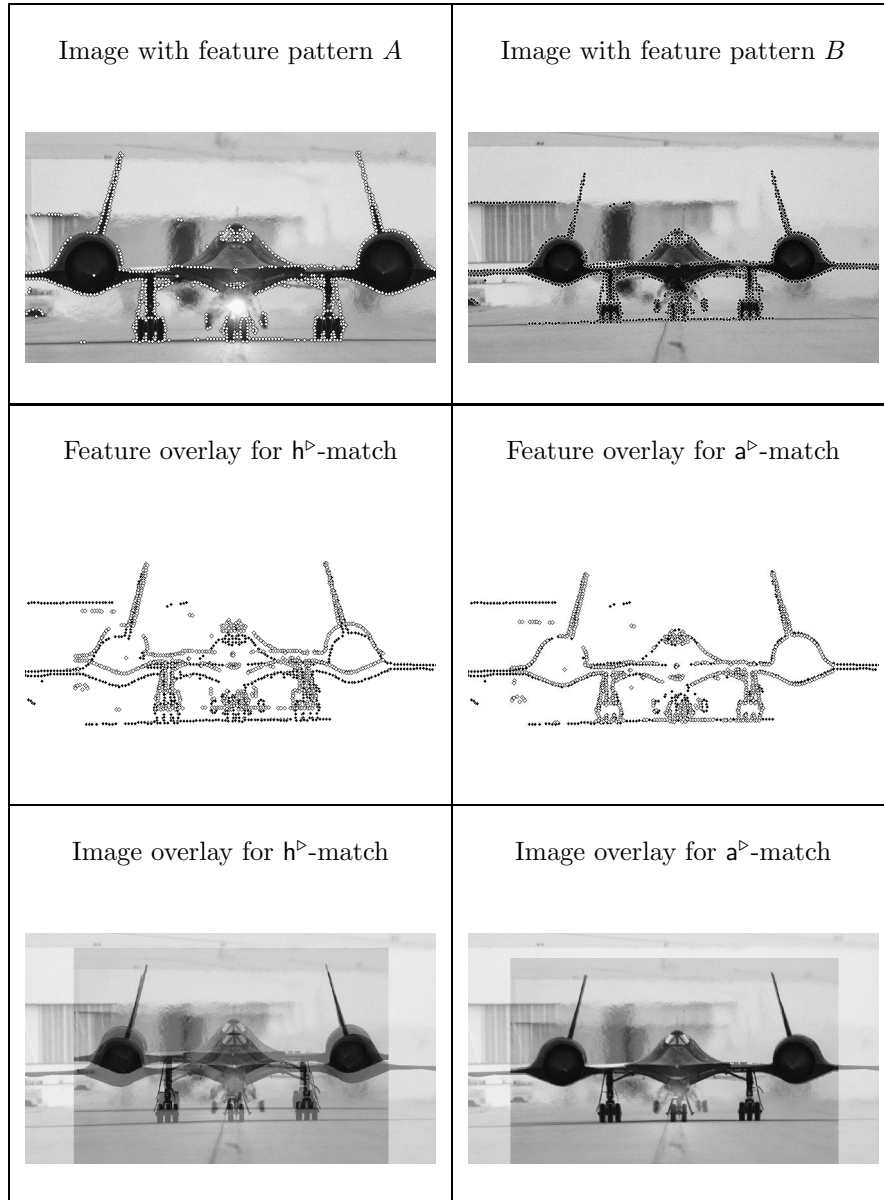 Image with feature pattern A
Image with feature pattern B
Feature overlay for h▷-match
Feature overlay for a▷-match
Image overlay for h▷-match
Image overlay for a▷-match